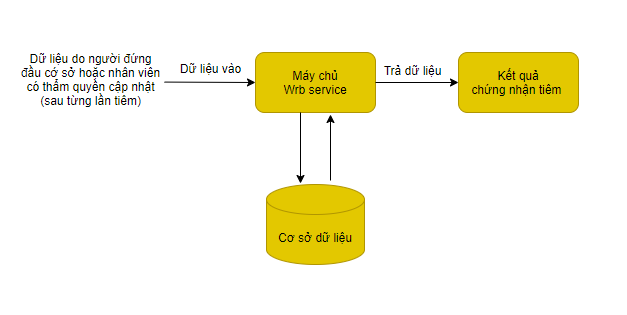 Dữ liệu do người đứng
đầu cơ sở hoặc nhân viên
có thẩm quyền cập nhật
(sau từng lần tiêm)
Dữ liệu vào
Máy chủ
Wrb service
Trả dữ liệu
Kết quả
chứng nhận tiêm
Cơ sở dữ liệu